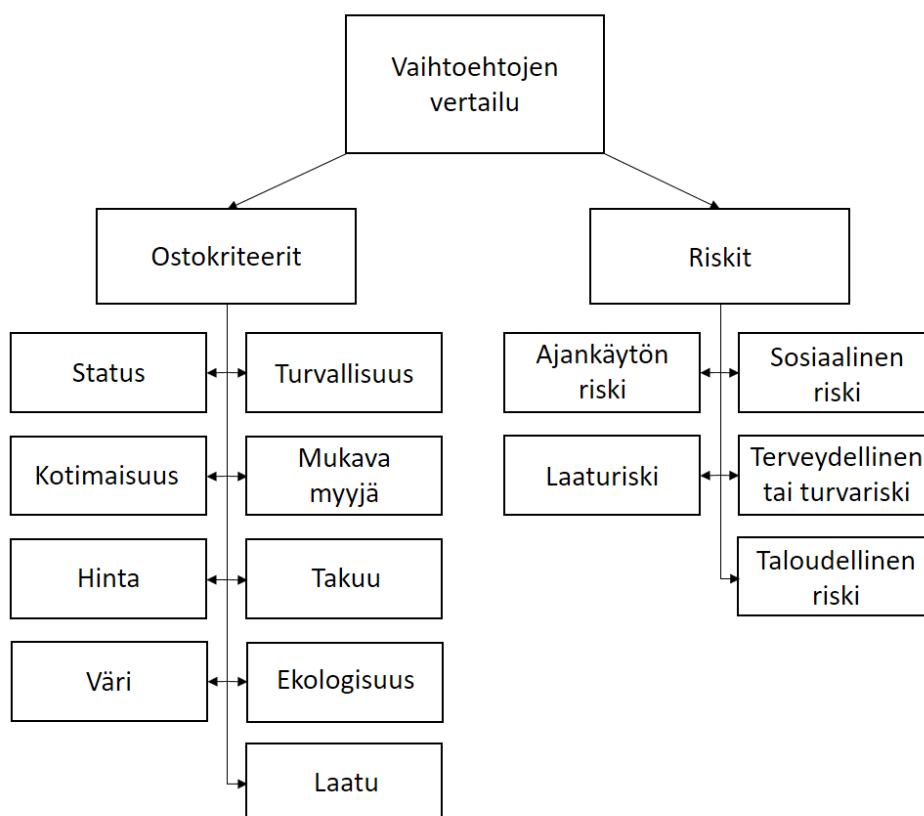 Vaihtoehtojen
vertailu
Ostokriteerit
Riskit
Status
Turvallisuus
Kotimaisuus
Mukava
myyjä
Hinta
Takuu
Väri
Ekologisuus
Laatu
Ajankäytön
riski
Sosiaalinen
riski
Laaturiski
Terveydellinen
tai turvariski
Taloudellinen
riski